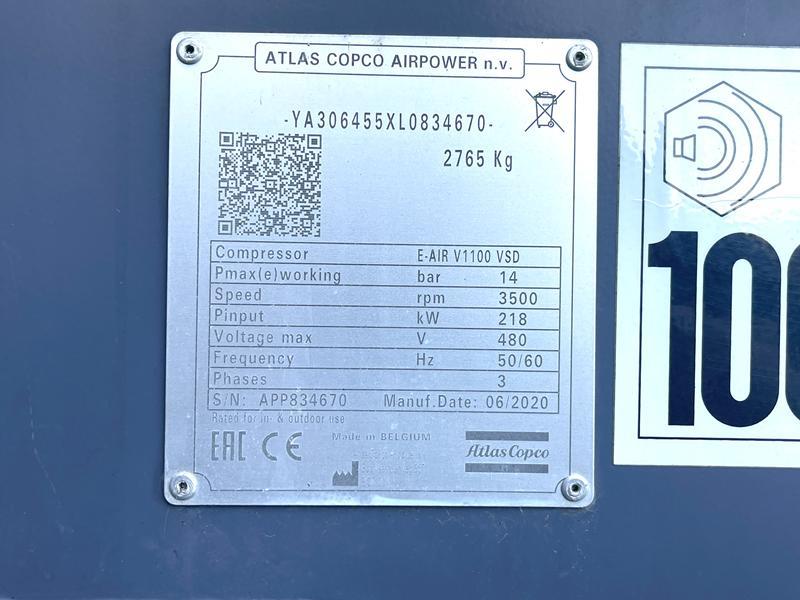 ATLAS COPCO AIRPOWER n.v.
-YA306455XL0834670-
2765 Kg
Compressor E-AIR V1100 VSD
Pmax(e)working bar 14
Speed rpm 3500
Pinput kW 218
Voltage max V 480
Frequency Hz 50/60
Phases 3
S/N: APP834670 Manuf.Date: 06/2020
Rated for in- & outdoor use
EAC CE Made in BELGIUM
Atlas Copco
100